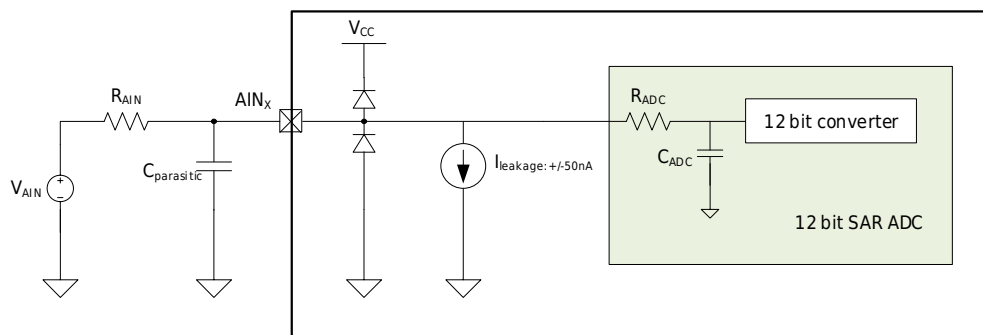 V_CC
R_AIN
AIN_X
R_ADC
12 bit converter
C_parasitic
I_leakage: +/-50nA
C_ADC
V_AIN
+
−
12 bit SAR ADC